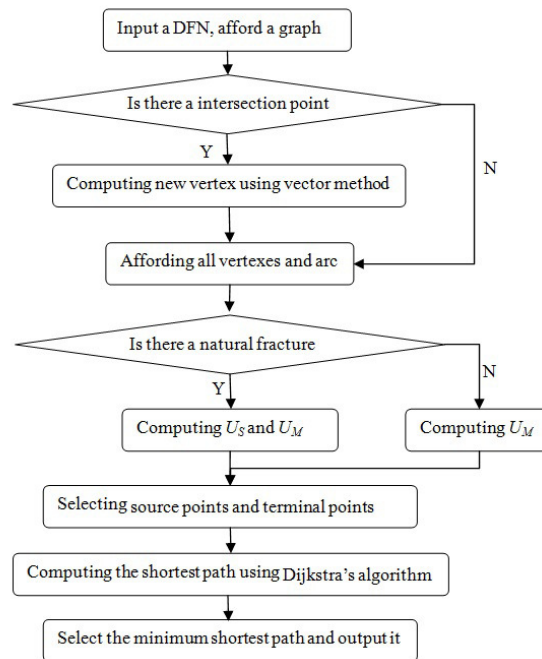 Input a DFN, afford a graph
Is there a intersection point
Y
N
Computing new vertex using vector method
Affording all vertexes and arc
Is there a natural fracture
Y
N
Computing U_S and U_M
Computing U_M
Selecting source points and terminal points
Computing the shortest path using Dijkstra's algorithm
Select the minimum shortest path and output it